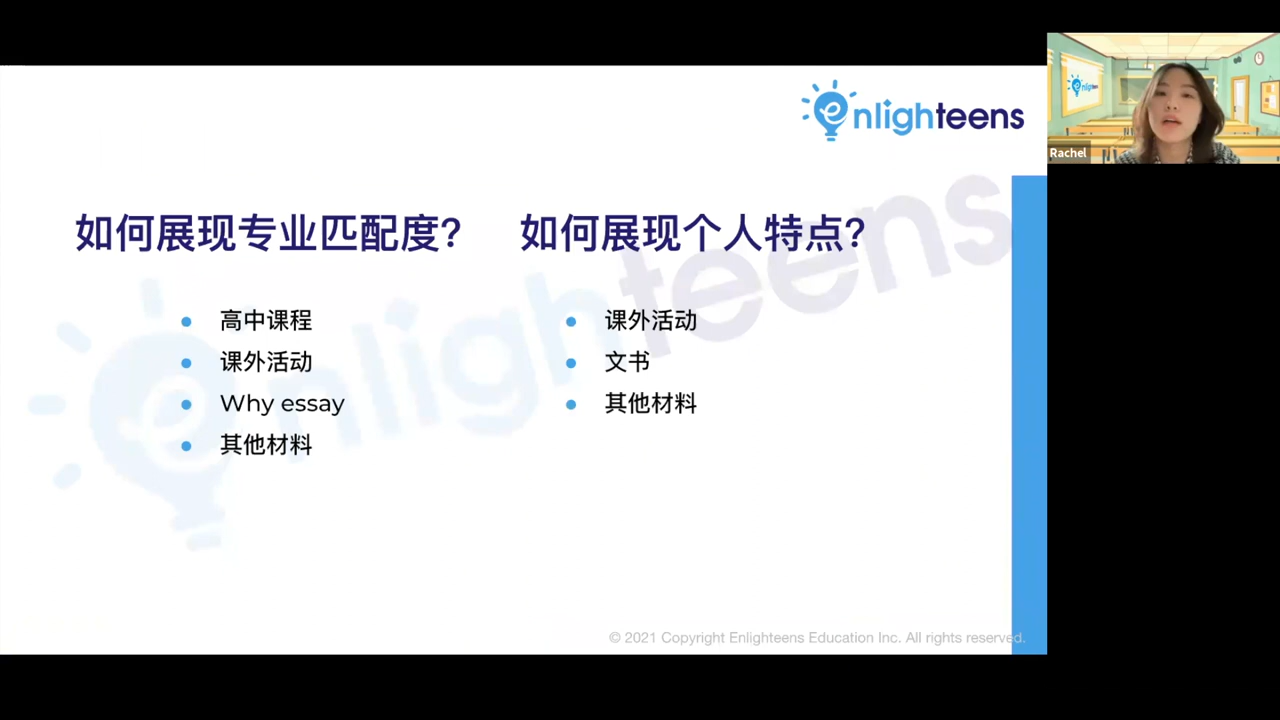 enlighteens
如何展现专业匹配度?
高中课程
课外活动
Why essay
其他材料
如何展现个人特点?
课外活动
文书
其他材料
enlighteens
© 2021 Copyright Enlighteens Education Inc. All rights reserved.
Rachel